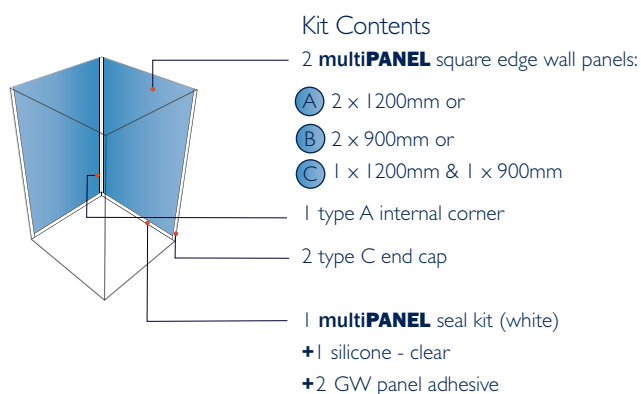 Kit Contents
2 multiPANEL square edge wall panels:
A 2 x 1200mm or
B 2 x 900mm or
C 1 x 1200mm & 1 x 900mm
1 type A internal corner
2 type C end cap
1 multiPANEL seal kit (white)
+1 silicone - clear
+2 GW panel adhesive